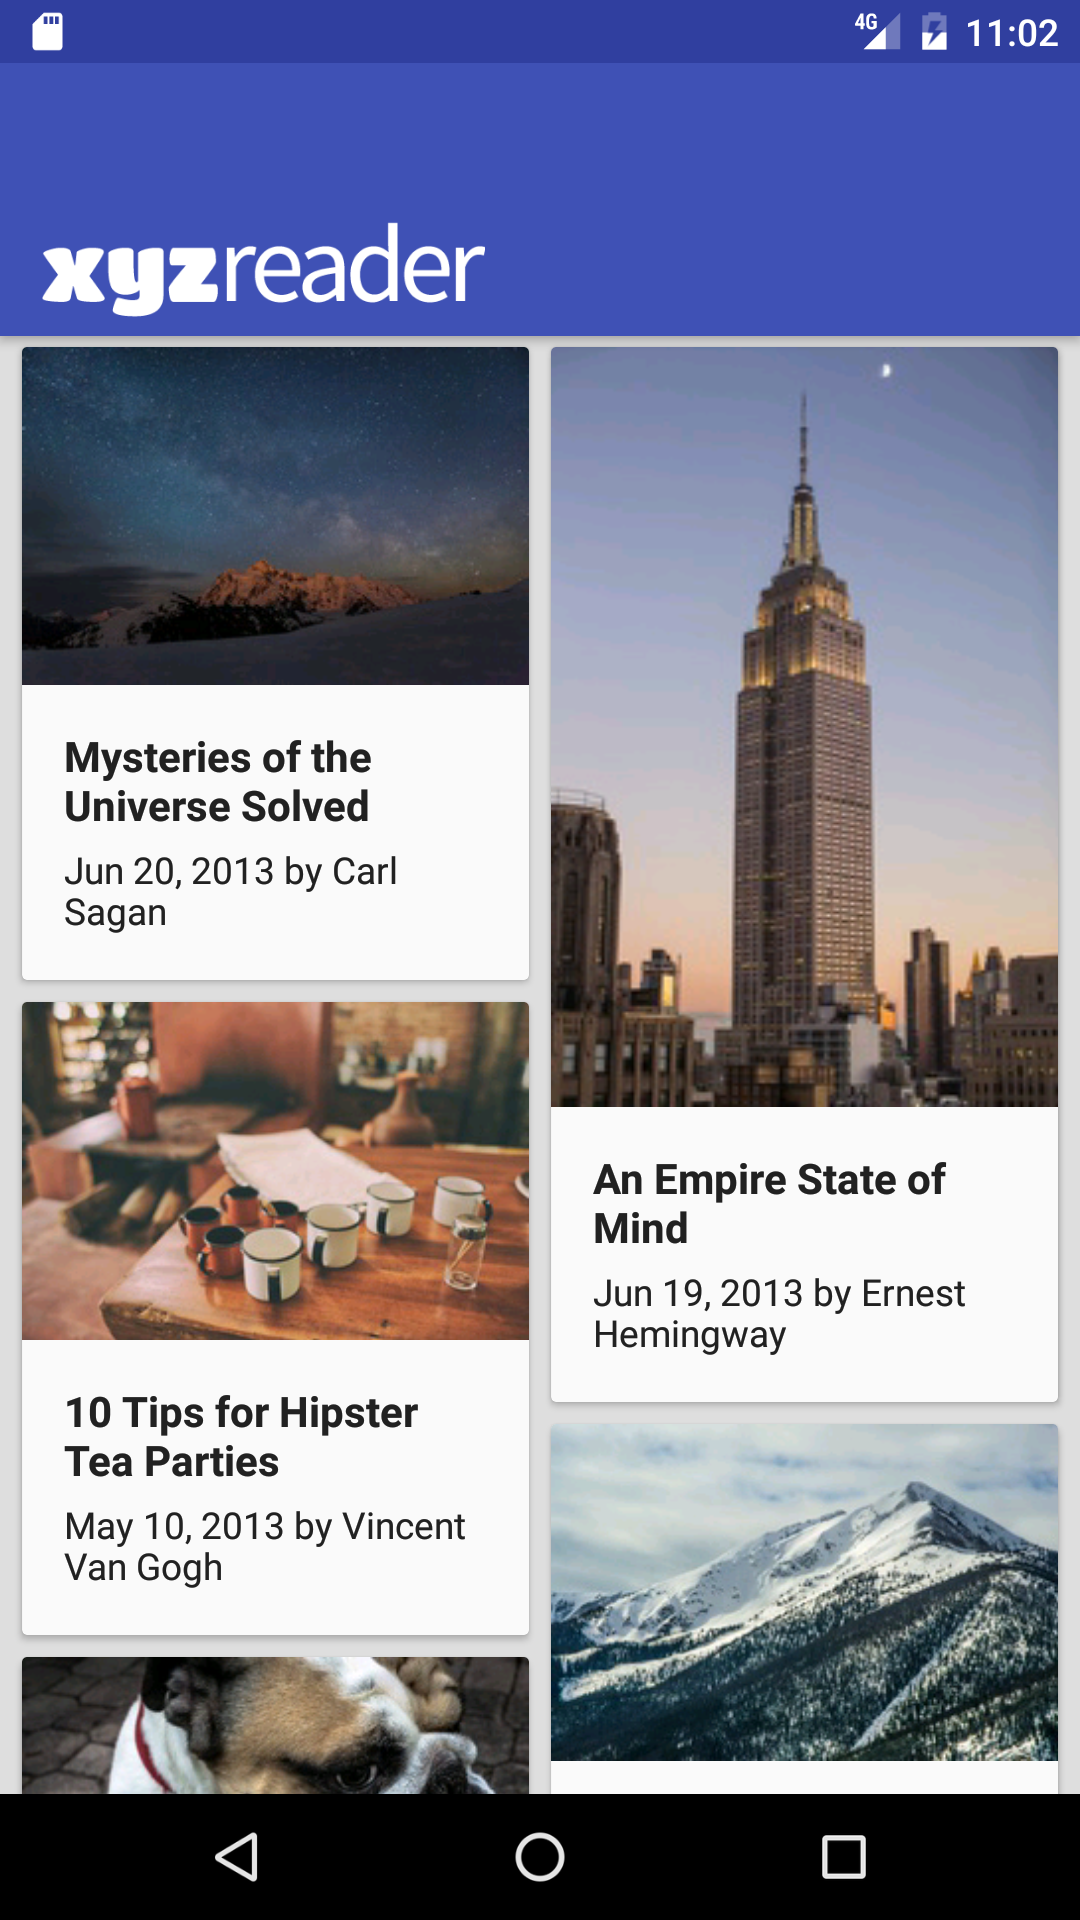 4G 11:02
xyzreader
Mysteries of the
Universe Solved
Jun 20, 2013 by Carl
Sagan
An Empire State of
Mind
Jun 19, 2013 by Ernest
Hemingway
10 Tips for Hipster
Tea Parties
May 10, 2013 by Vincent
Van Gogh